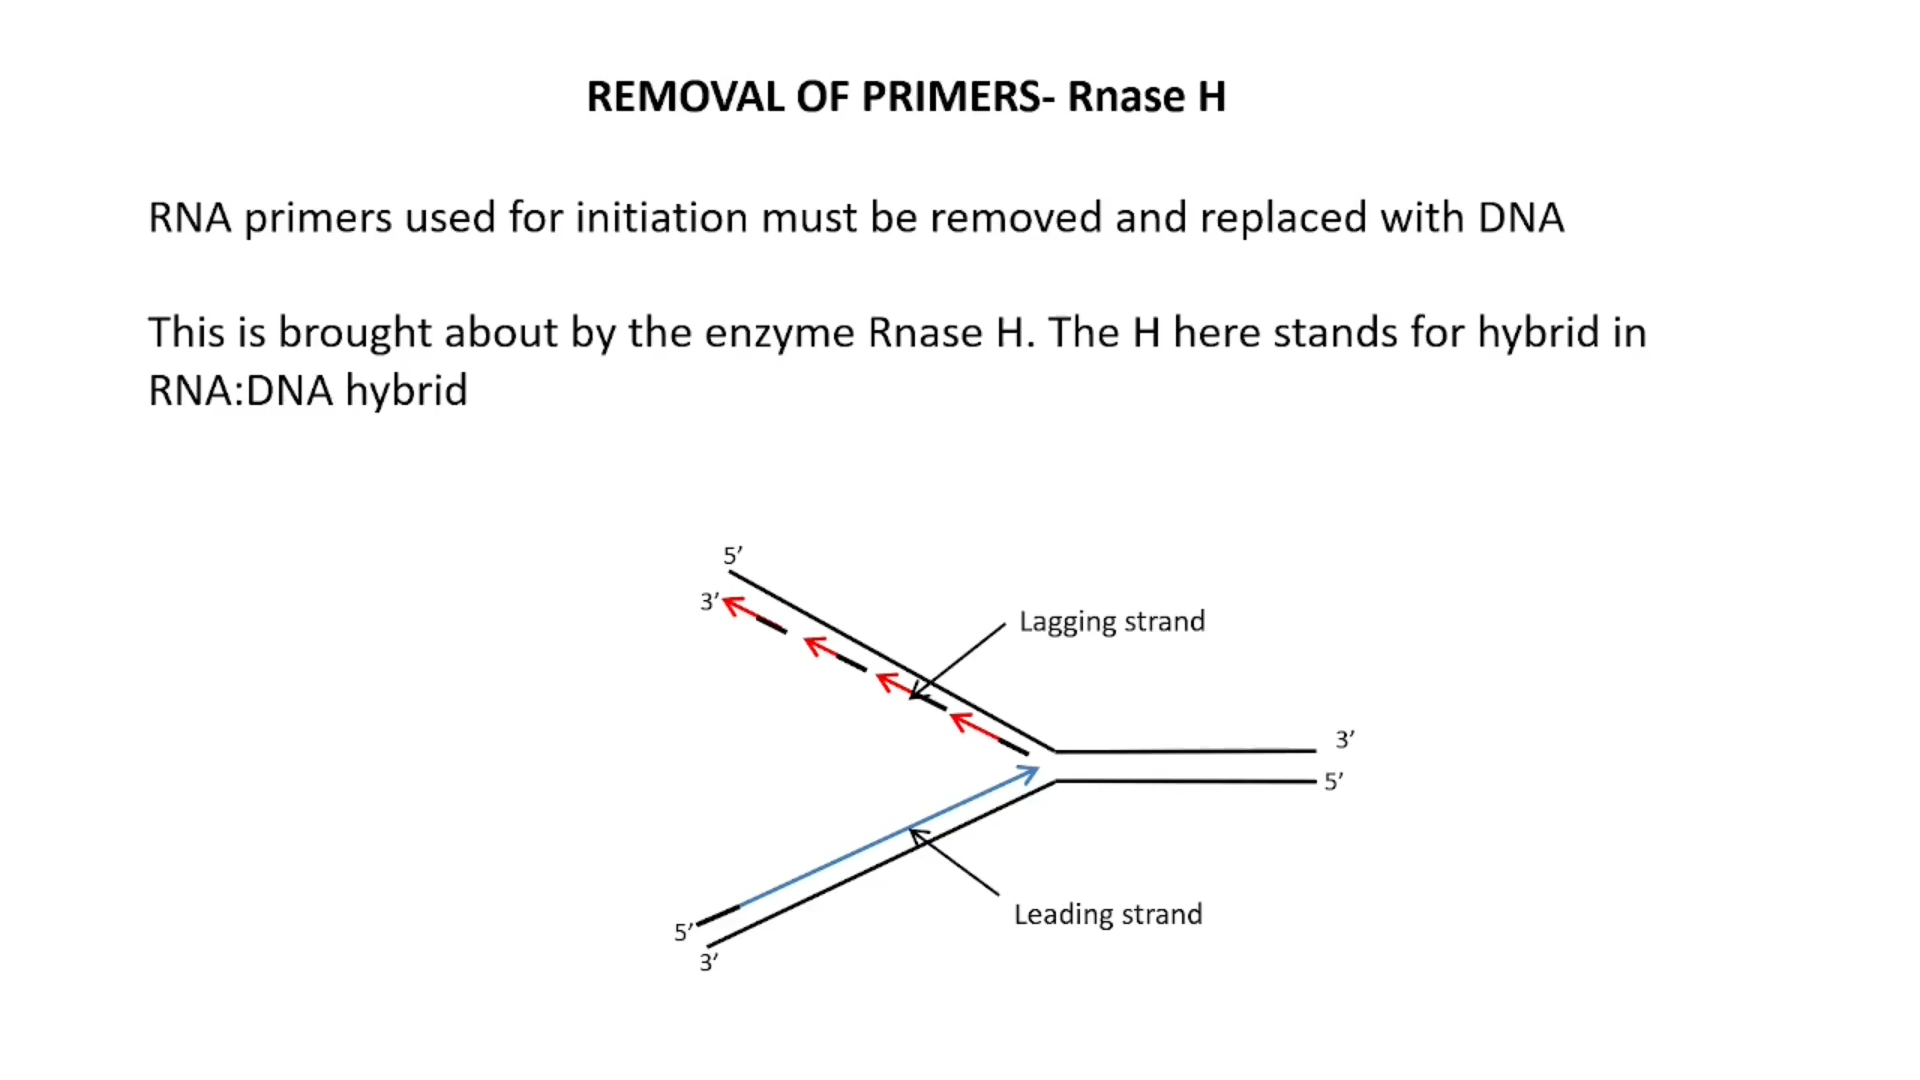 REMOVAL OF PRIMERS- Rnase H
RNA primers used for initiation must be removed and replaced with DNA
This is brought about by the enzyme Rnase H. The H here stands for hybrid in
RNA:DNA hybrid
5’
3’
Lagging strand
3’
5’
Leading strand
5’
3’